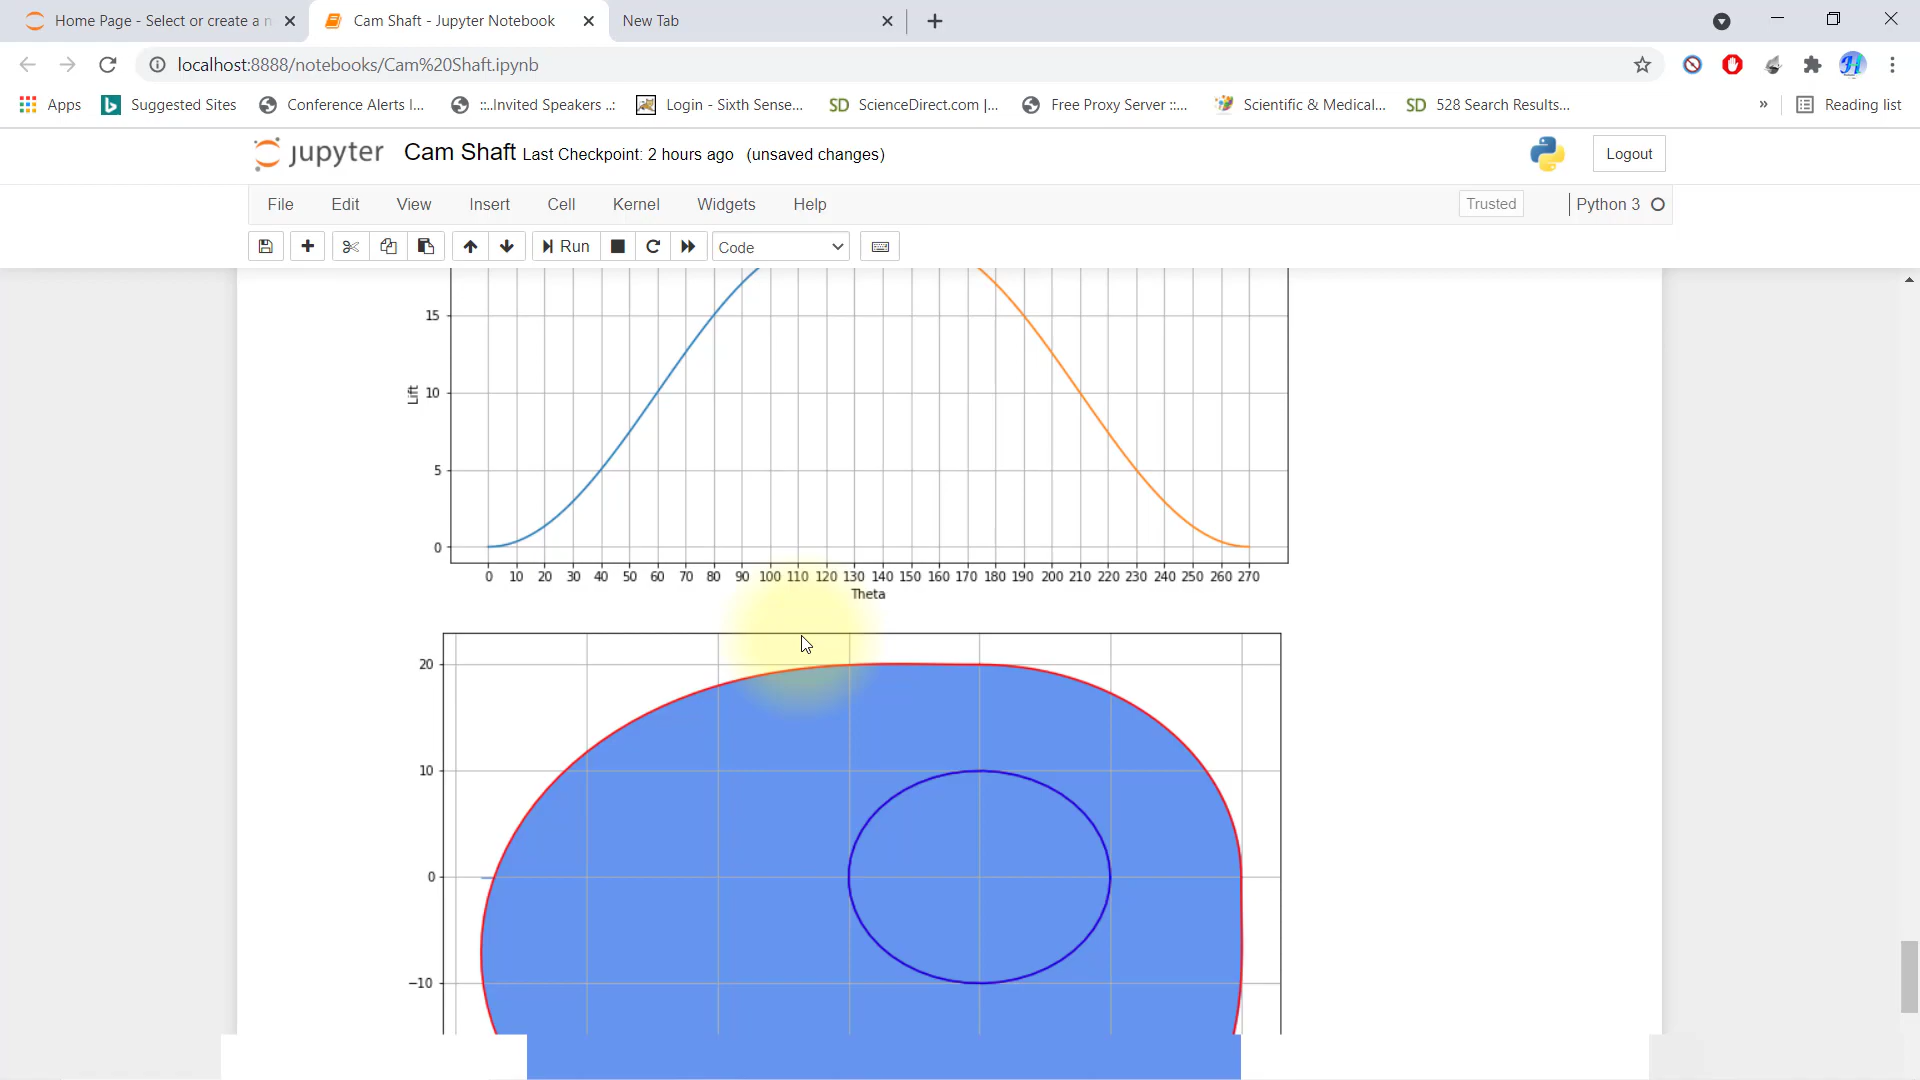 Home Page - Select or create a n
Cam Shaft - Jupyter Notebook
New Tab
localhost:8888/notebooks/Cam%20Shaft.ipynb
Apps
Suggested Sites
Conference Alerts I...
::..Invited Speakers ..:
Login - Sixth Sense...
SD ScienceDirect.com |...
Free Proxy Server ::...
Scientific & Medical...
SD 528 Search Results...
»
Reading list
jupyter
Cam Shaft Last Checkpoint: 2 hours ago (unsaved changes)
Logout
File Edit View Insert Cell Kernel Widgets Help
Trusted
Python 3
Run
Code
15
10
5
0
Lift
0 10 20 30 40 50 60 70 80 90 100 110 120 130 140 150 160 170 180 190 200 210 220 230 240 250 260 270
Theta
20
10
0
−10